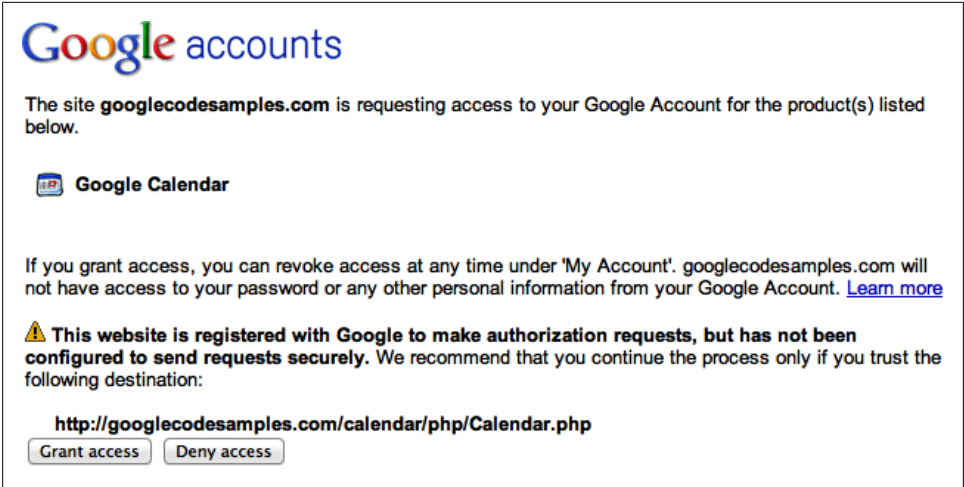 Google accounts
The site googlecodesamples.com is requesting access to your Google Account for the product(s) listed
below.
Google Calendar
If you grant access, you can revoke access at any time under 'My Account'. googlecodesamples.com will
not have access to your password or any other personal information from your Google Account. Learn more
This website is registered with Google to make authorization requests, but has not been
configured to send requests securely. We recommend that you continue the process only if you trust the
following destination:
http://googlecodesamples.com/calendar/php/Calendar.php
Grant access Deny access